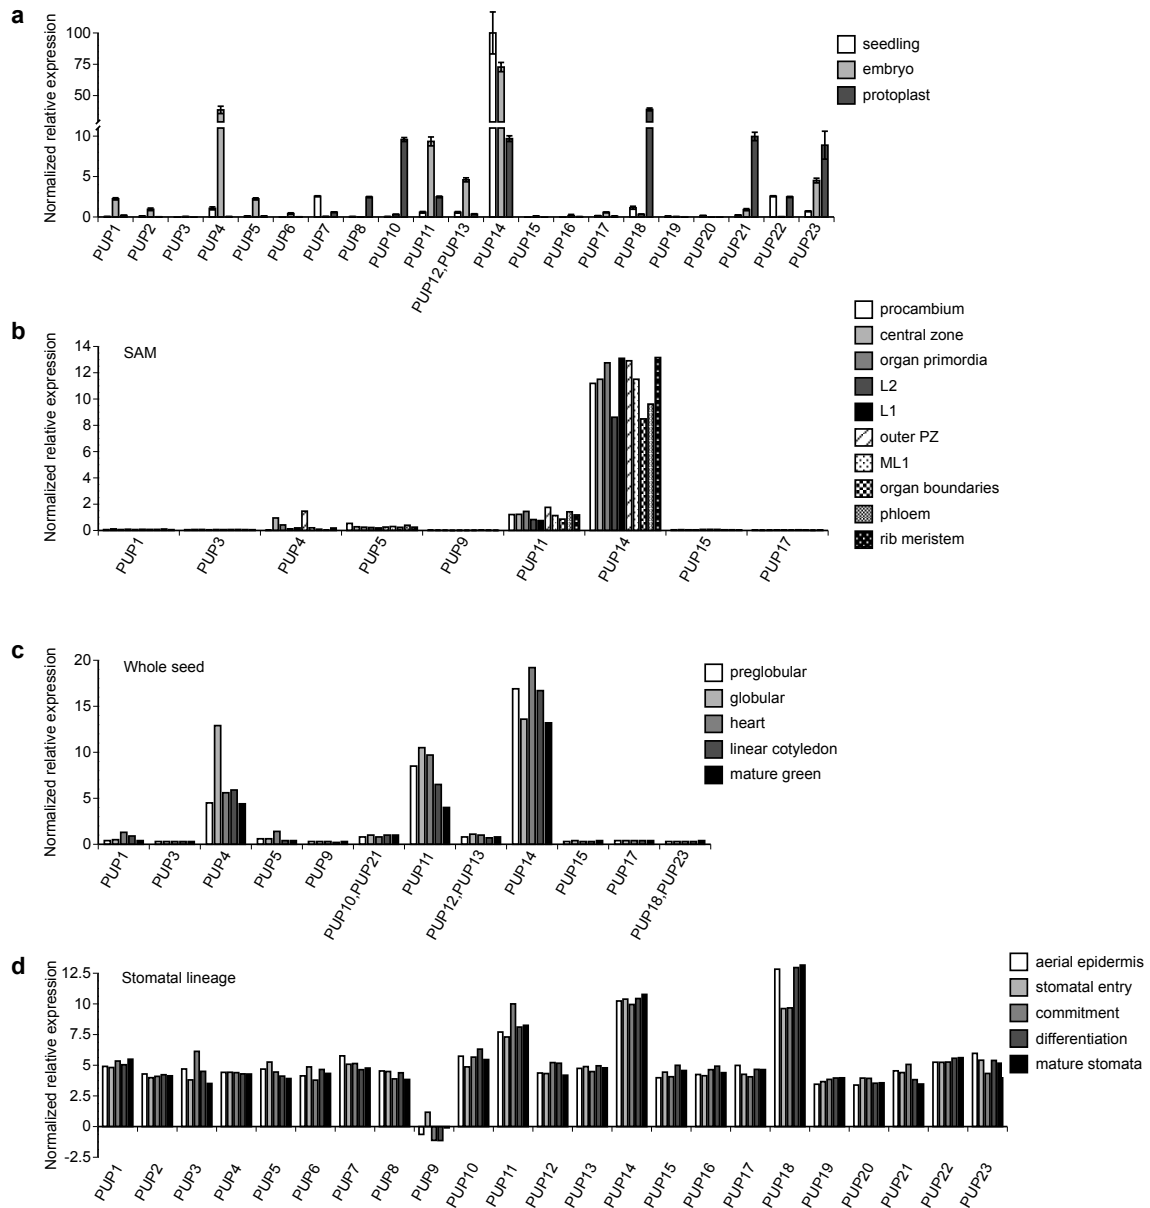 a
Normalized relative expression
100
75
50
10
5
0
seedling
embryo
protoplast
PUP1
PUP2
PUP3
PUP4
PUP5
PUP6
PUP7
PUP8
PUP10
PUP11
PUP12,PUP13
PUP14
PUP15
PUP16
PUP17
PUP18
PUP19
PUP20
PUP21
PUP22
PUP23
b
Normalized relative expression
SAM
14
12
10
8
6
4
2
0
procambium
central zone
organ primordia
L2
L1
outer PZ
ML1
organ boundaries
phloem
rib meristem
PUP1
PUP3
PUP4
PUP5
PUP9
PUP11
PUP14
PUP15
PUP17
c
Normalized relative expression
Whole seed
20
15
10
5
0
preglobular
globular
heart
linear cotyledon
mature green
PUP1
PUP3
PUP4
PUP5
PUP9
PUP10,PUP21
PUP11
PUP12,PUP13
PUP14
PUP15
PUP17
PUP18,PUP23
d
Normalized relative expression
Stomatal lineage
12.5
10
7.5
5
2.5
0
-2.5
aerial epidermis
stomatal entry
commitment
differentiation
mature stomata
PUP1
PUP2
PUP3
PUP4
PUP5
PUP6
PUP7
PUP8
PUP9
PUP10
PUP11
PUP12
PUP13
PUP14
PUP15
PUP16
PUP17
PUP18
PUP19
PUP20
PUP21
PUP22
PUP23